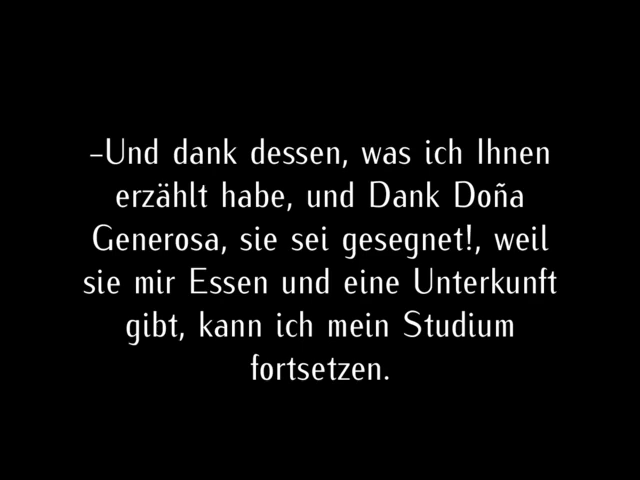 –Und dank dessen, was ich Ihnen
erzählt habe, und Dank Doña
Generosa, sie sei gesegnet!, weil
sie mir Essen und eine Unterkunft
gibt, kann ich mein Studium
fortsetzen.